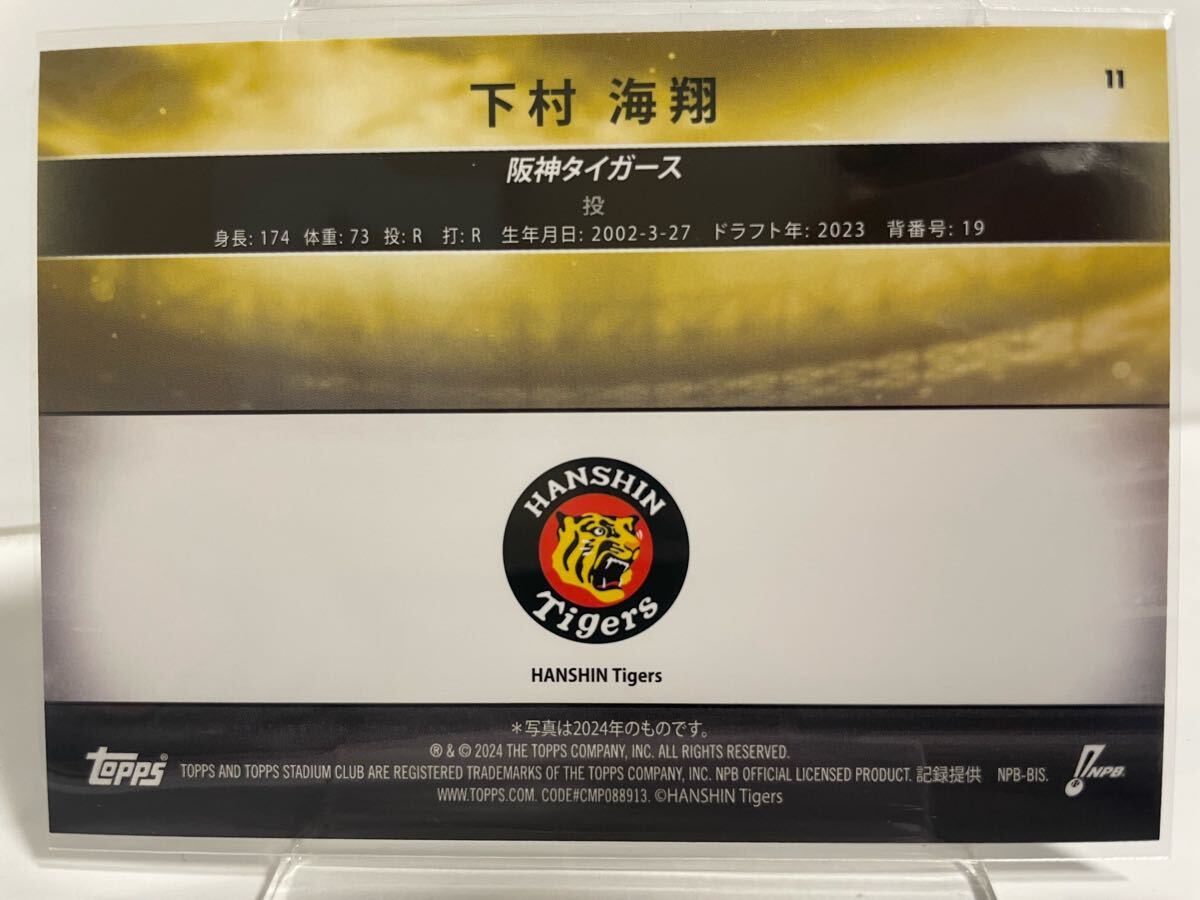 下村 海翔
11
阪神タイガース
投
身長: 174 体重: 73 投: R 打: R 生年月日: 2002-3-27 ドラフト年: 2023 背番号: 19
HANSHIN
Tigers
HANSHIN Tigers
＊写真は2024年のものです。
® & © 2024 THE TOPPS COMPANY, INC. ALL RIGHTS RESERVED.
topps® TOPPS AND TOPPS STADIUM CLUB ARE REGISTERED TRADEMARKS OF THE TOPPS COMPANY, INC. NPB OFFICIAL LICENSED PRODUCT. 記録提供 NPB-BIS. NPB.
WWW.TOPPS.COM. CODE#CMP088913. ©HANSHIN Tigers